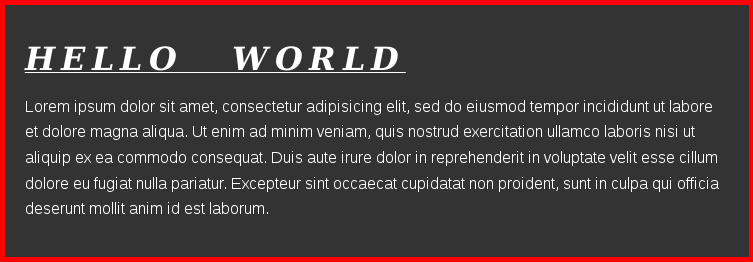 HELLO WORLD
Lorem ipsum dolor sit amet, consectetur adipisicing elit, sed do eiusmod tempor incididunt ut labore
et dolore magna aliqua. Ut enim ad minim veniam, quis nostrud exercitation ullamco laboris nisi ut
aliquip ex ea commodo consequat. Duis aute irure dolor in reprehenderit in voluptate velit esse cillum
dolore eu fugiat nulla pariatur. Excepteur sint occaecat cupidatat non proident, sunt in culpa qui officia
deserunt mollit anim id est laborum.